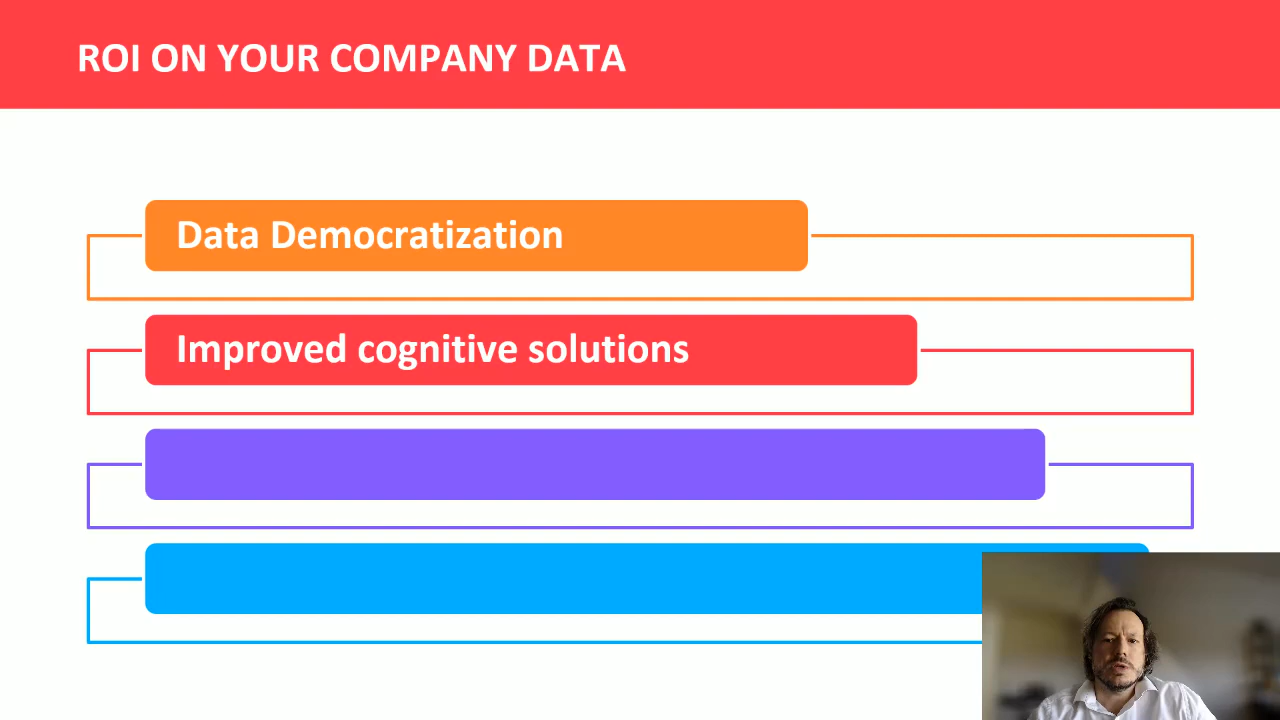 ROI ON YOUR COMPANY DATA
Data Democratization
Improved cognitive solutions